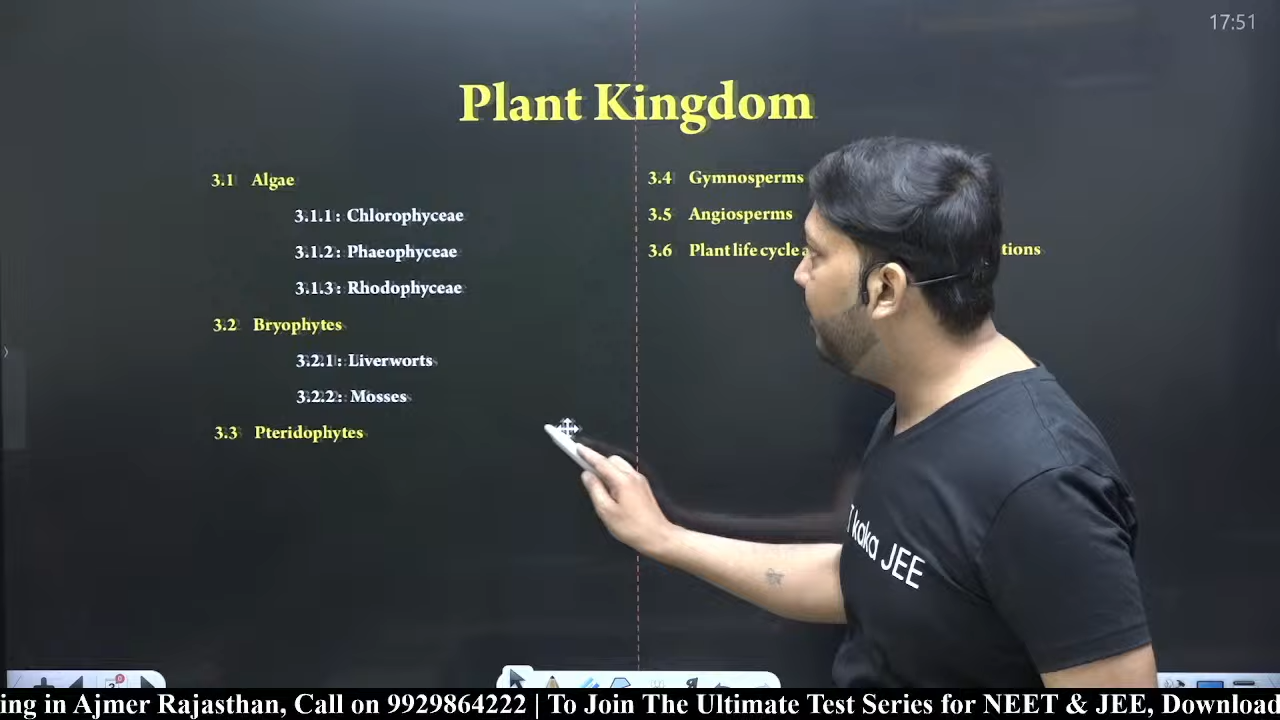 17:51
Plant Kingdom
3.1 Algae
3.1.1: Chlorophyceae
3.1.2: Phaeophyceae
3.1.3: Rhodophyceae
3.2 Bryophytes
3.2.1: Liverworts
3.2.2: Mosses
3.3 Pteridophytes
3.4 Gymnosperms
3.5 Angiosperms
3.6 Plant life cycle a tions
kaka JEE
ing in Ajmer Rajasthan, Call on 9929864222 | To Join The Ultimate Test Series for NEET & JEE, Download